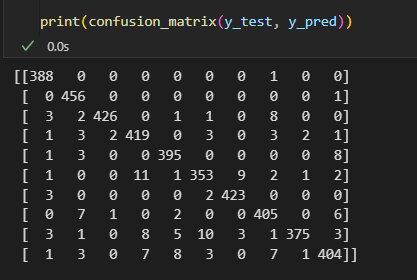 print(confusion_matrix(y_test, y_pred))
0.0s
[[388 0 0 0 0 0 0 1 0 0]
[ 0 456 0 0 0 0 0 0 0 1]
[ 3 2 426 0 1 1 0 8 0 0]
[ 1 3 2 419 0 3 0 3 2 1]
[ 1 3 0 0 395 0 0 0 0 8]
[ 1 0 0 11 1 353 9 2 1 2]
[ 3 0 0 0 0 2 423 0 0 0]
[ 0 7 1 0 2 0 0 405 0 6]
[ 3 1 0 8 5 10 3 1 375 3]
[ 1 3 0 7 8 3 0 7 1 404]]